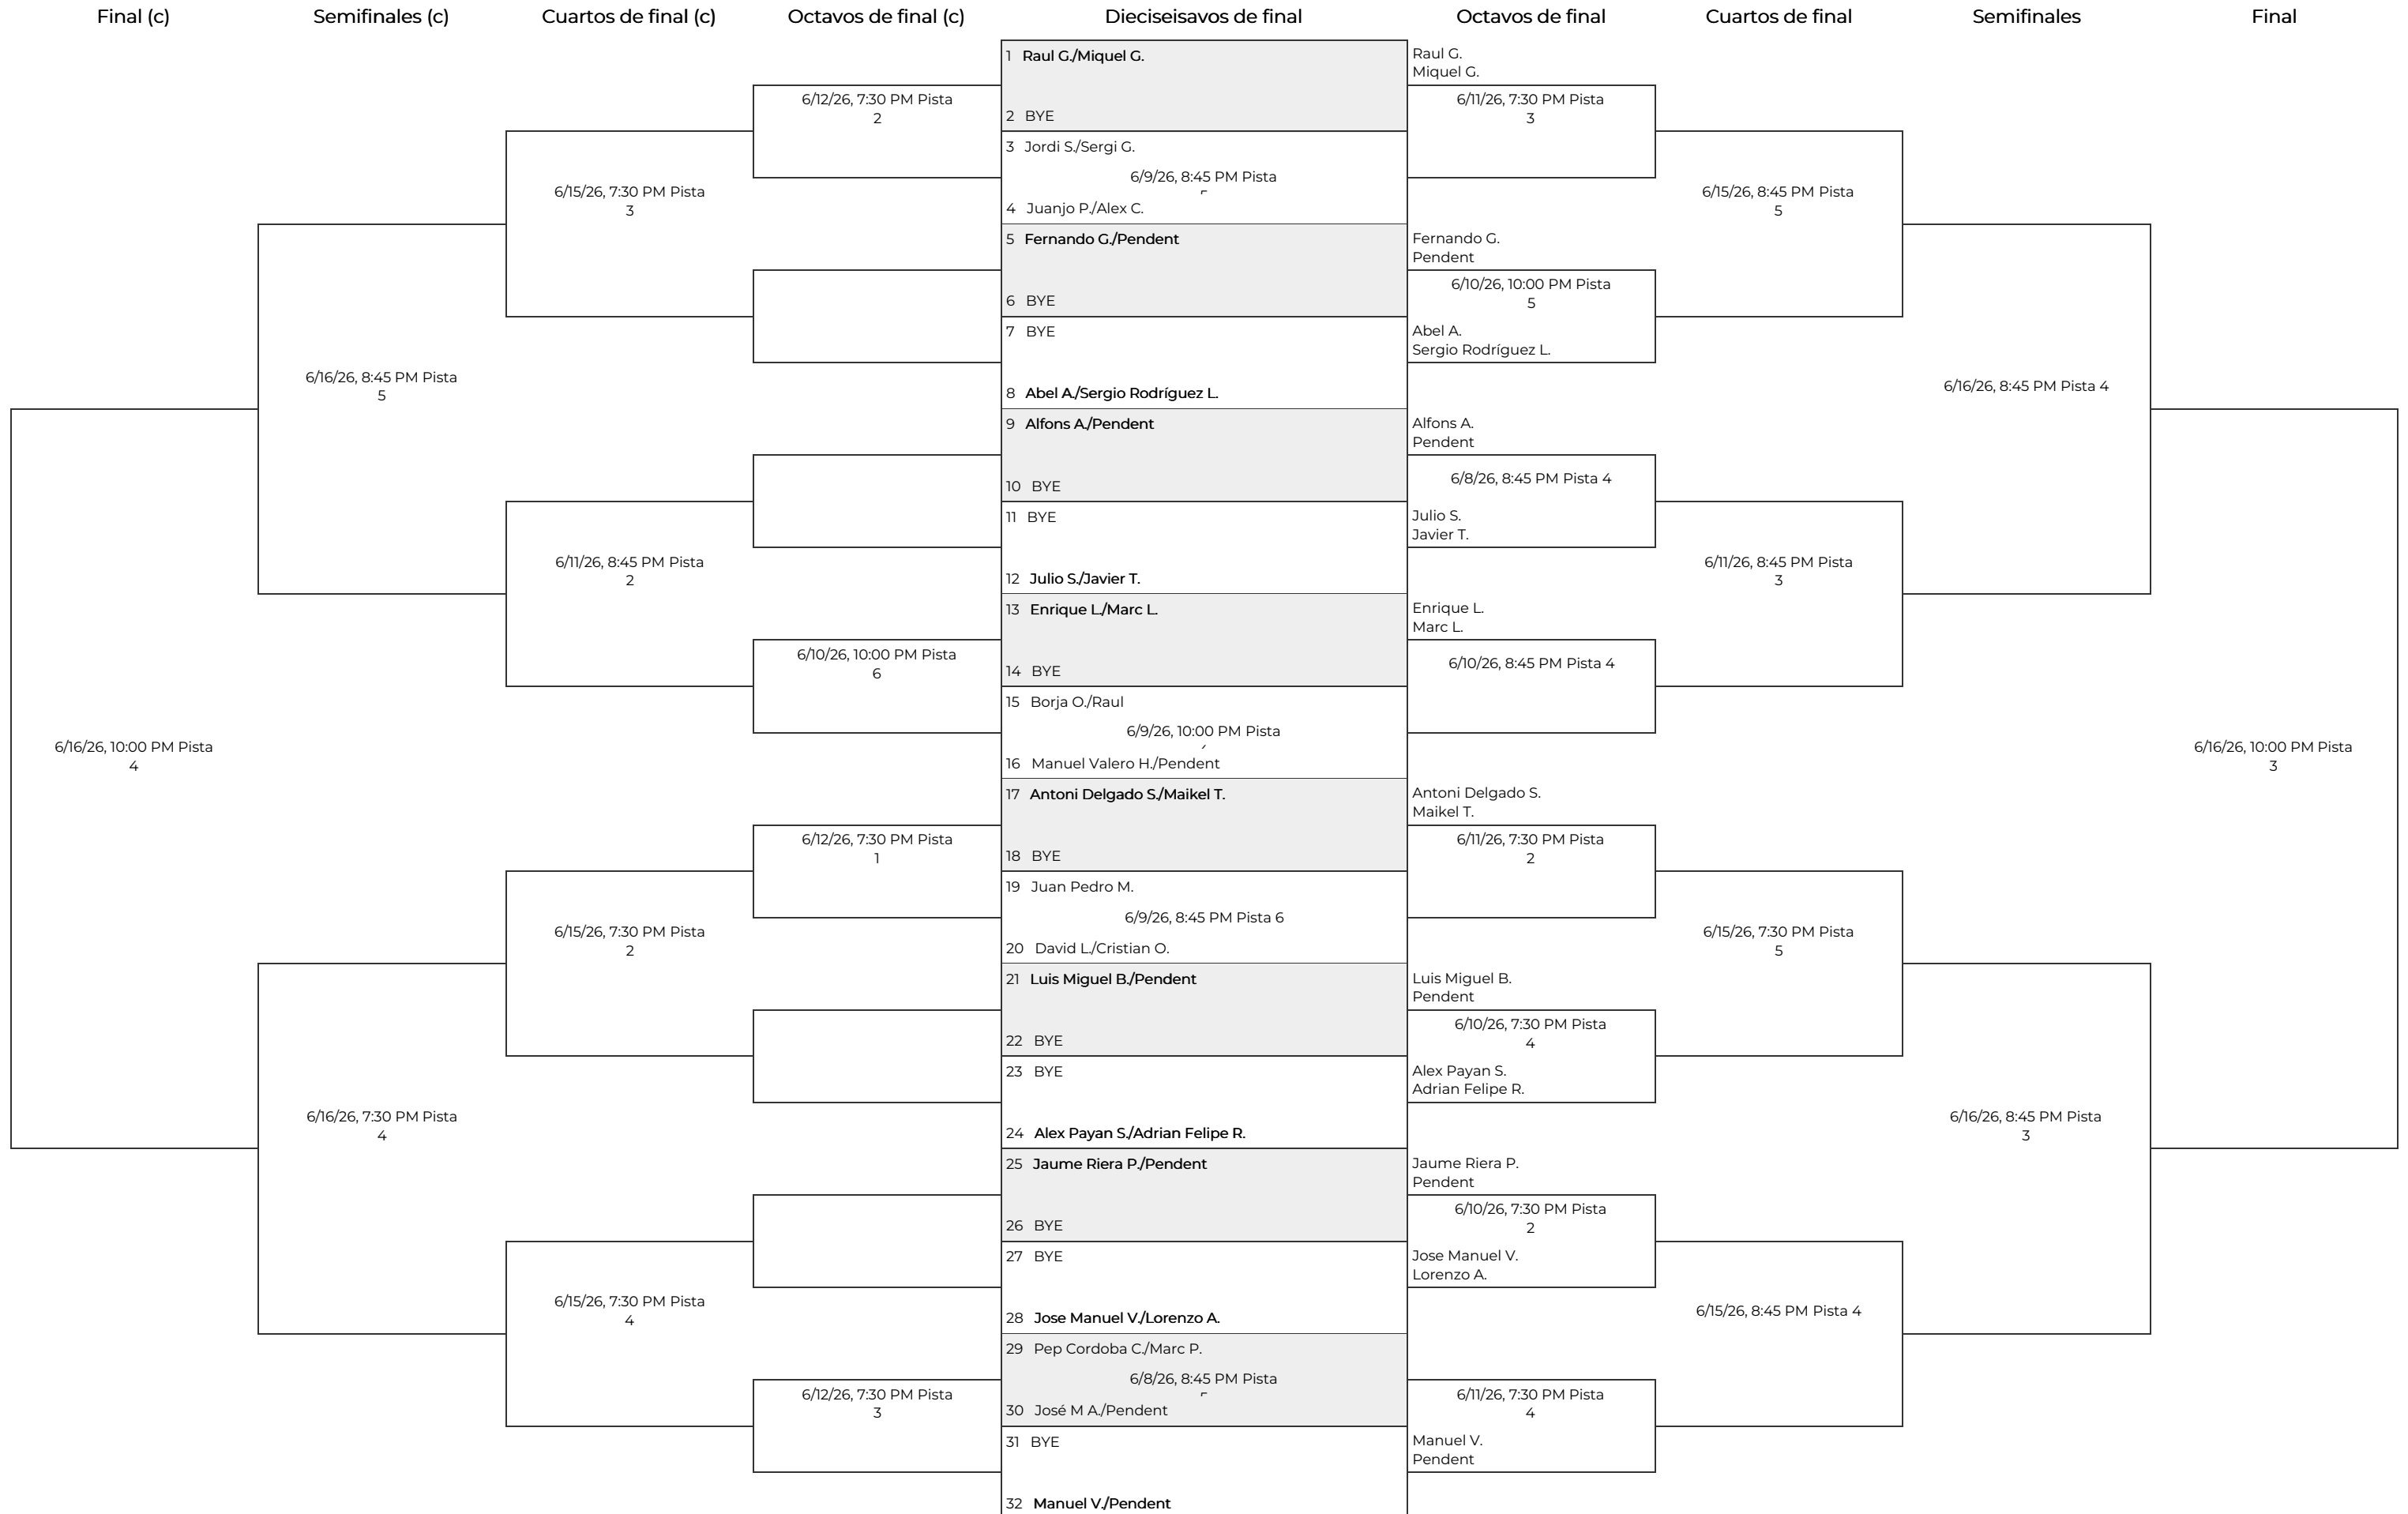 Final (c)
Semifinales (c)
Cuartos de final (c)
Octavos de final (c)
Dieciseisavos de final
Octavos de final
Cuartos de final
Semifinales
Final
6/16/26, 10:00 PM Pista
4
6/16/26, 8:45 PM Pista
5
6/16/26, 7:30 PM Pista
4
6/15/26, 7:30 PM Pista
3
6/11/26, 8:45 PM Pista
2
6/15/26, 7:30 PM Pista
2
6/15/26, 7:30 PM Pista
4
6/12/26, 7:30 PM Pista
2
6/10/26, 10:00 PM Pista
6
6/12/26, 7:30 PM Pista
1
6/12/26, 7:30 PM Pista
3
1 Raul G./Miquel G.
2 BYE
3 Jordi S./Sergi G.
6/9/26, 8:45 PM Pista
4 Juanjo P./Alex C.
5 Fernando G./Pendent
6 BYE
7 BYE
8 Abel A./Sergio Rodríguez L.
9 Alfons A./Pendent
10 BYE
11 BYE
12 Julio S./Javier T.
13 Enrique L./Marc L.
14 BYE
15 Borja O./Raul
6/9/26, 10:00 PM Pista
16 Manuel Valero H./Pendent
17 Antoni Delgado S./Maikel T.
18 BYE
19 Juan Pedro M.
6/9/26, 8:45 PM Pista 6
20 David L./Cristian O.
21 Luis Miguel B./Pendent
22 BYE
23 BYE
24 Alex Payan S./Adrian Felipe R.
25 Jaume Riera P./Pendent
26 BYE
27 BYE
28 Jose Manuel V./Lorenzo A.
29 Pep Cordoba C./Marc P.
6/8/26, 8:45 PM Pista
30 José M A./Pendent
31 BYE
32 Manuel V./Pendent
Raul G.
Miquel G.
6/11/26, 7:30 PM Pista
3
Fernando G.
Pendent
6/10/26, 10:00 PM Pista
5
Abel A.
Sergio Rodríguez L.
Alfons A.
Pendent
6/8/26, 8:45 PM Pista 4
Julio S.
Javier T.
Enrique L.
Marc L.
6/10/26, 8:45 PM Pista 4
Antoni Delgado S.
Maikel T.
6/11/26, 7:30 PM Pista
2
Luis Miguel B.
Pendent
6/10/26, 7:30 PM Pista
4
Alex Payan S.
Adrian Felipe R.
Jaume Riera P.
Pendent
6/10/26, 7:30 PM Pista
2
Jose Manuel V.
Lorenzo A.
6/11/26, 7:30 PM Pista
4
Manuel V.
Pendent
6/15/26, 8:45 PM Pista
5
6/11/26, 8:45 PM Pista
3
6/15/26, 7:30 PM Pista
5
6/15/26, 8:45 PM Pista 4
6/16/26, 8:45 PM Pista 4
6/16/26, 8:45 PM Pista
3
6/16/26, 10:00 PM Pista
3